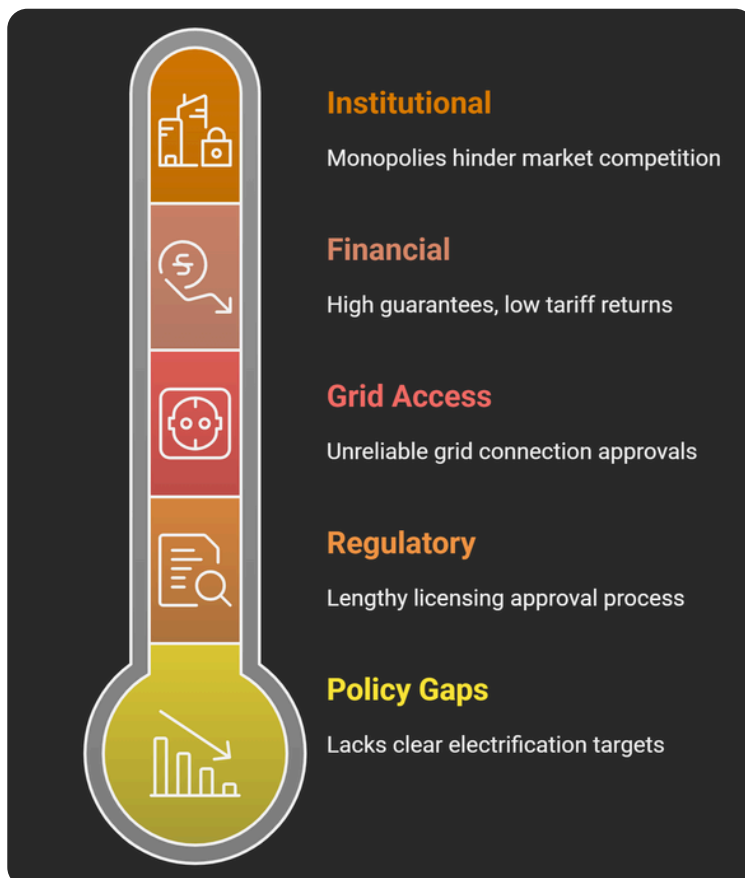 Institutional
Monopolies hinder market competition
Financial
High guarantees, low tariff returns
Grid Access
Unreliable grid connection approvals
Regulatory
Lengthy licensing approval process
Policy Gaps
Lacks clear electrification targets